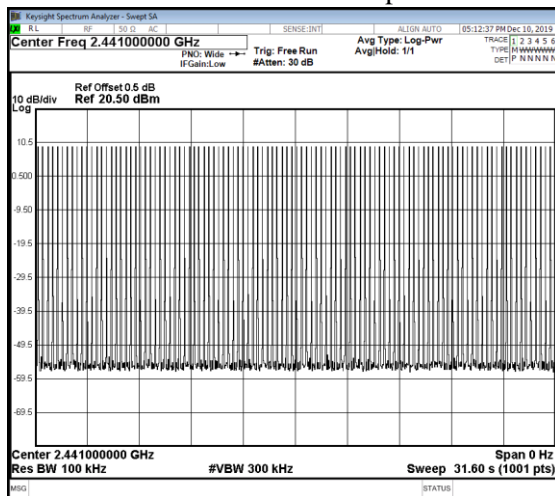 Keysight Spectrum Analyzer - Swept SA
RL RF 50 Ω AC SENSE:INT ALIGN AUTO 05:12:37 PM Dec 10, 2019
Center Freq 2.441000000 GHz
PNO: Wide
IFGain:Low
Trig: Free Run
#Atten: 30 dB
Avg Type: Log-Pwr
Avg|Hold: 1/1
TRACE 1 2 3 4 5 6
TYPE M WWWWW
DET P N N N N N
Ref Offset 0.5 dB
10 dB/div Ref 20.50 dBm
Log
10.5
0.500
-9.50
-19.5
-29.5
-39.5
-49.5
-59.5
-69.5
Center 2.441000000 GHz Span 0 Hz
Res BW 100 kHz #VBW 300 kHz Sweep 31.60 s (1001 pts)
MSG STATUS